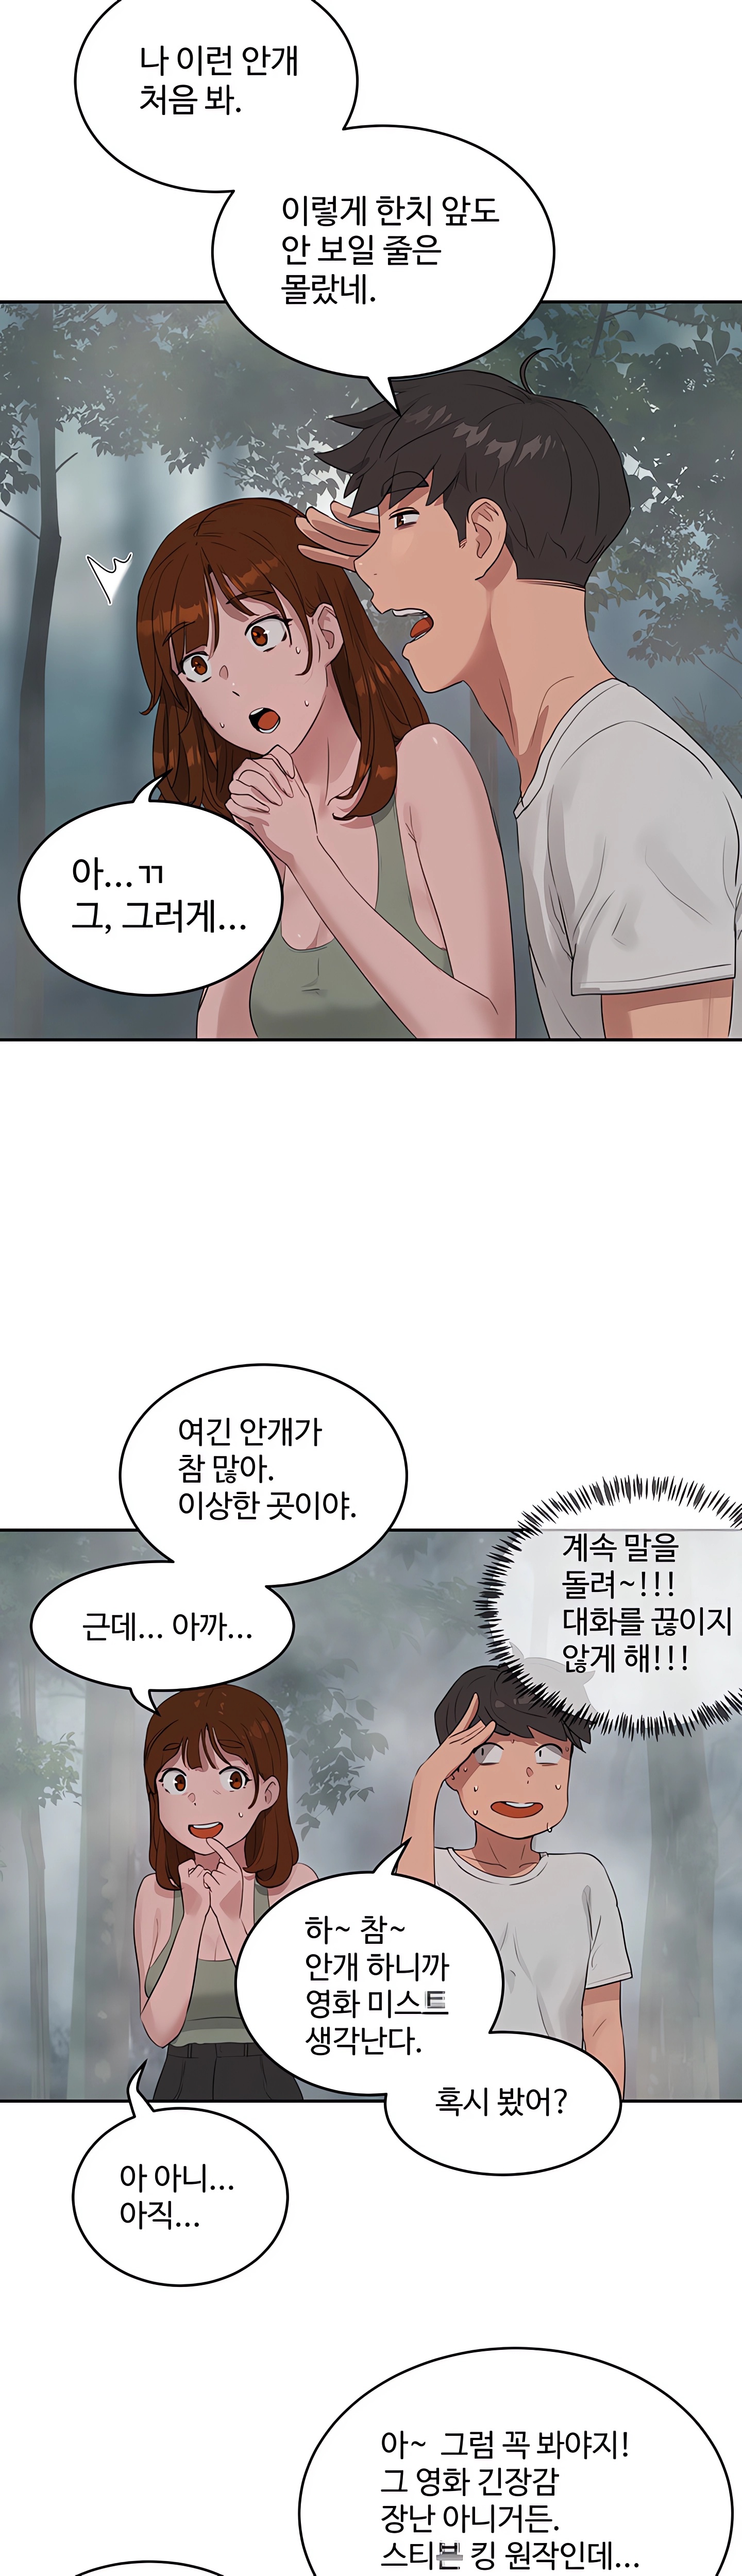 나 이런 안개
처음 봐.
이렇게 한치 앞도
안 보일 줄은
몰랐네.
아...ㄲ
그, 그러게...
여긴 안개가
참 많아.
이상한 곳이야.
근데... 아까...
계속 말을
돌려~!!!
대화를 끊이지
않게 해!!!
하~ 참~
안개 하니까
영화 미스트
생각난다.
혹시 봤어?
아 아니...
아직...
아~ 그럼 꼭 봐야지!
그 영화 긴장감
장난 아니거든.
스티븐 킹 원작인데...